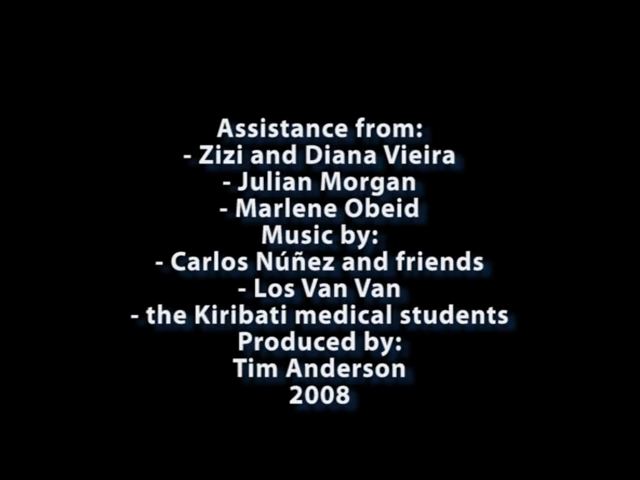 Assistance from:
- Zizi and Diana Vieira
- Julian Morgan
- Marlene Obeid
Music by:
- Carlos Núñez and friends
- Los Van Van
- the Kiribati medical students
Produced by:
Tim Anderson
2008